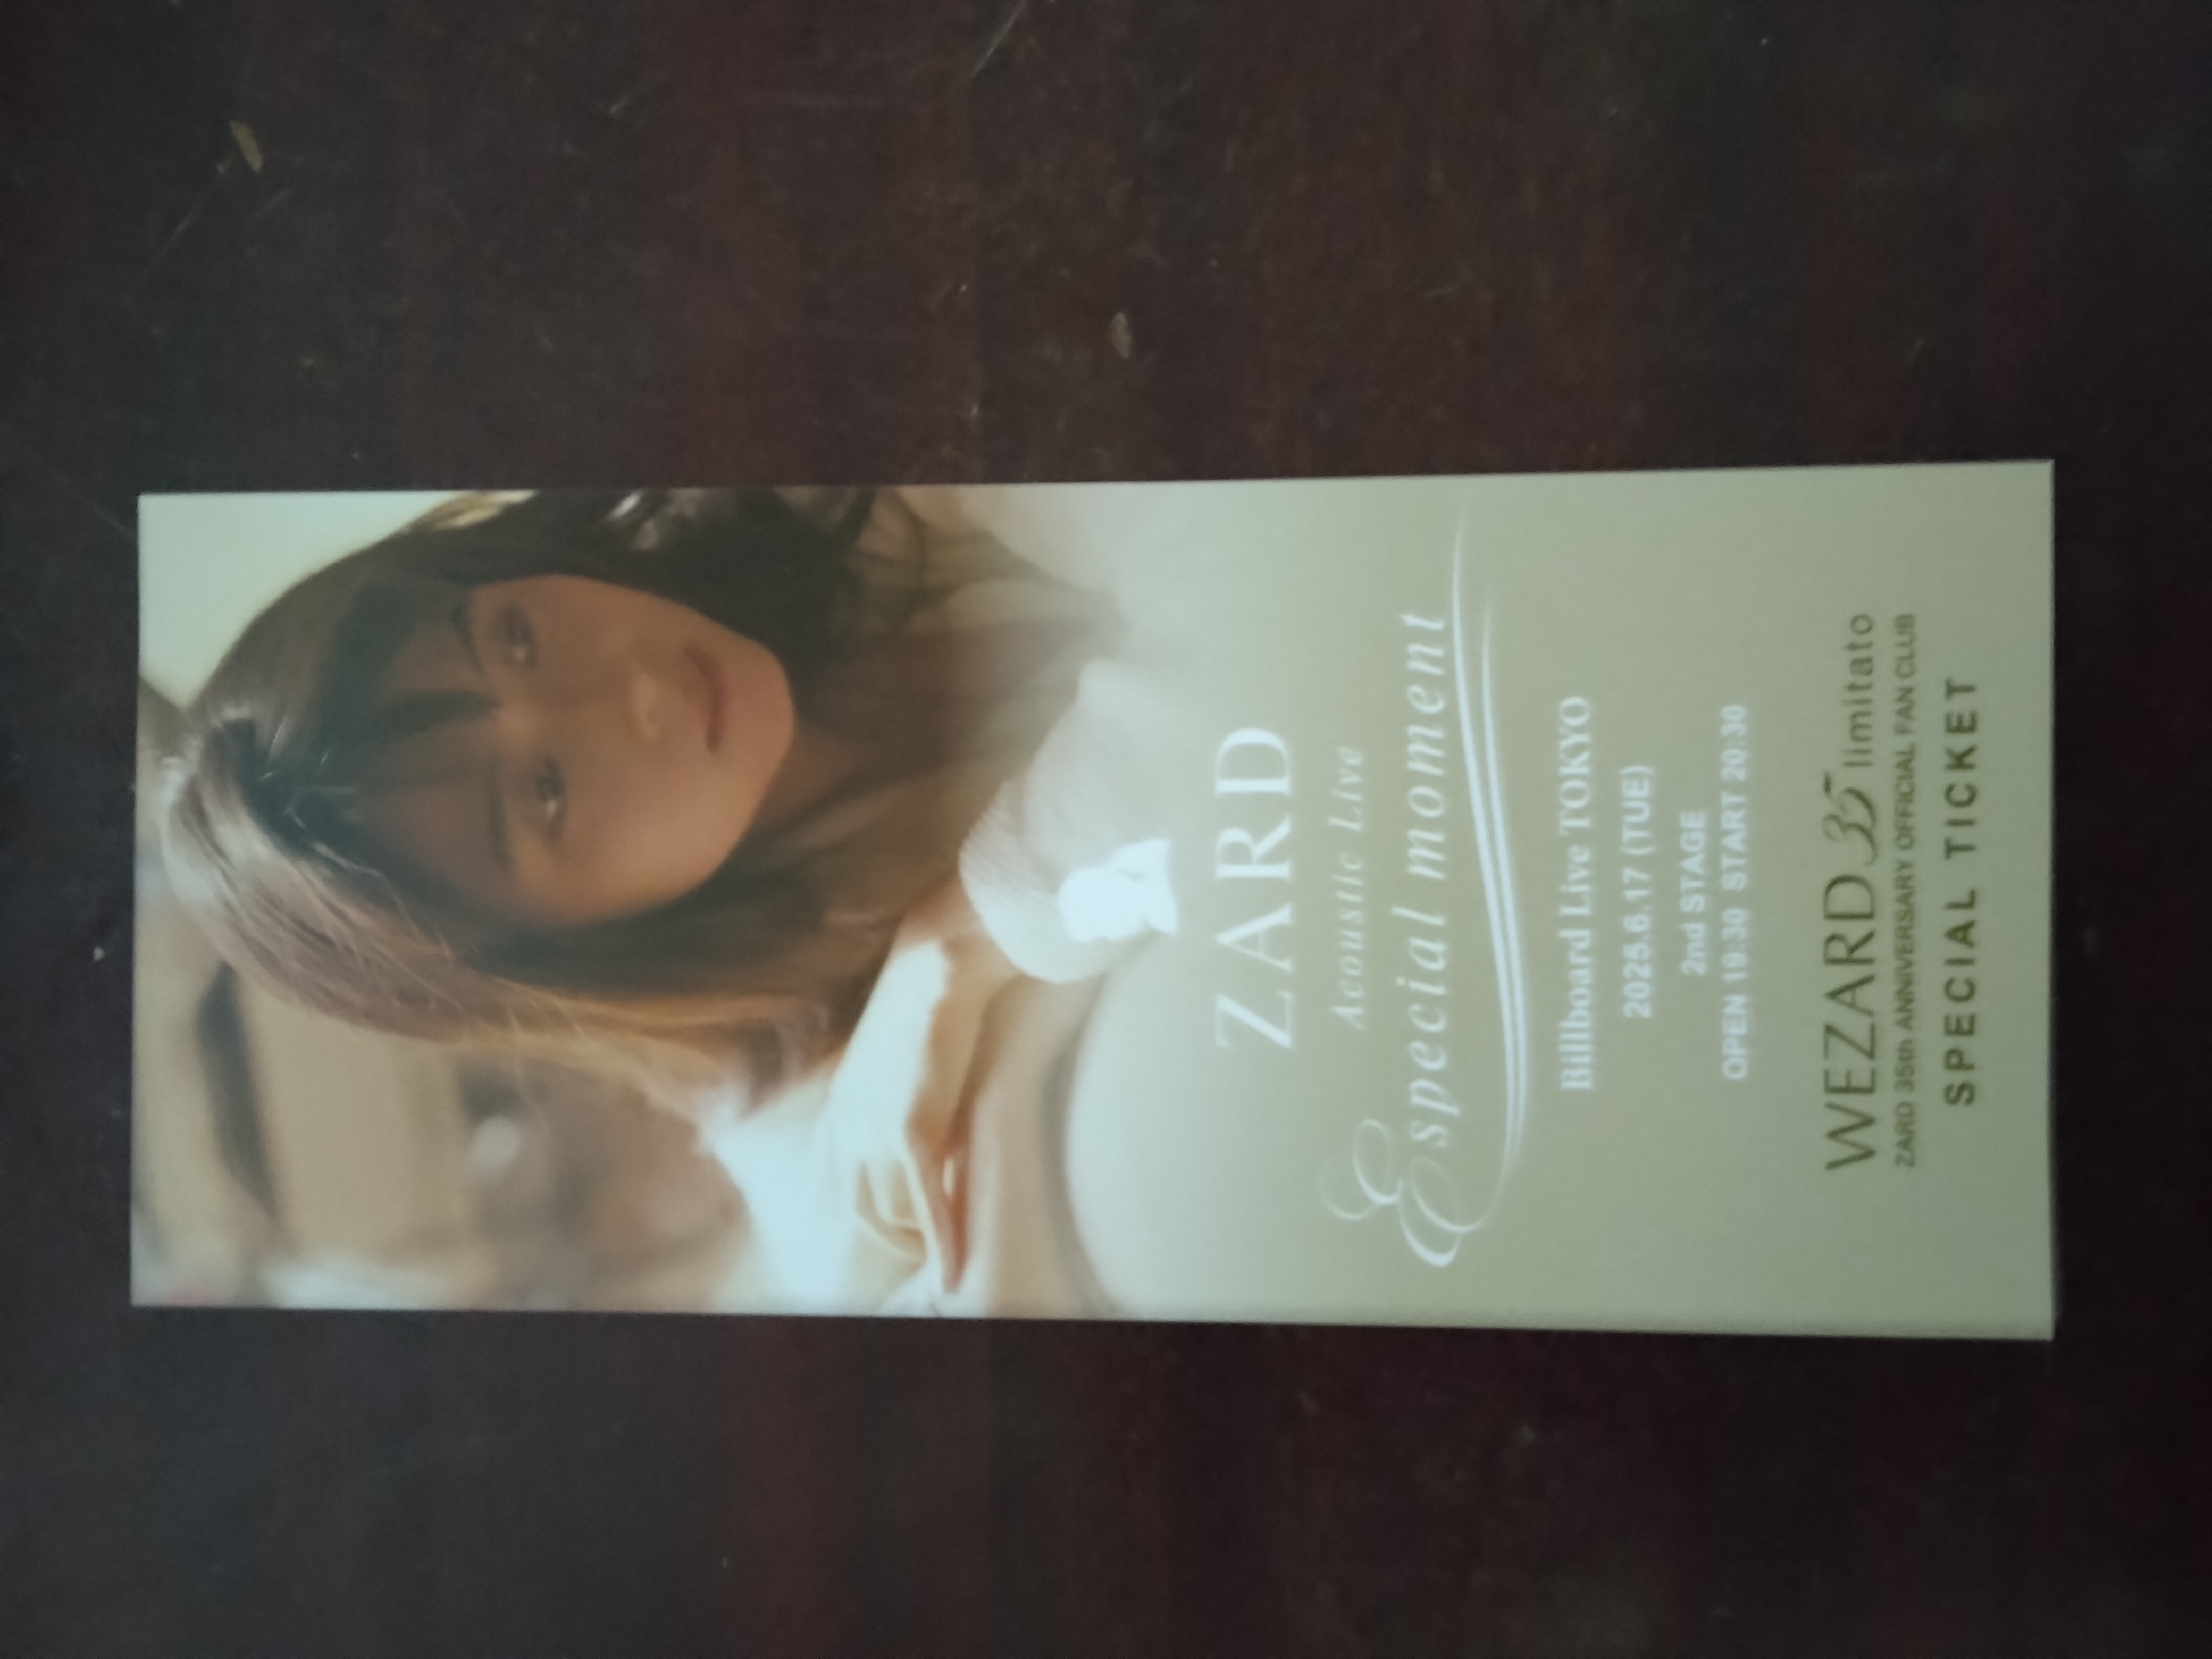 ZARD
Acoustic Live
Especial moment
Billboard Live TOKYO
2025.6.17 (TUE)
2nd STAGE
OPEN 19:30 START 20:30
WEZARD 35 limitato
ZARD 35th ANNIVERSARY OFFICIAL FAN CLUB
SPECIAL TICKET